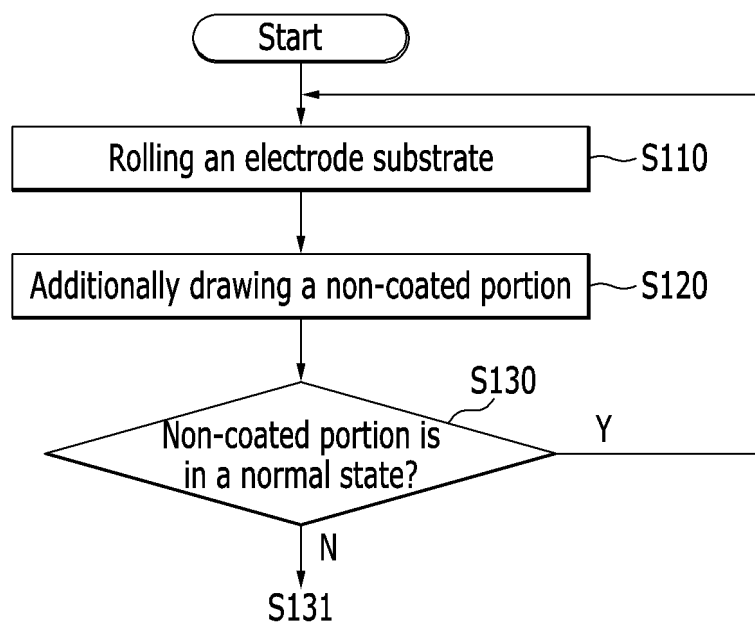 Start
Rolling an electrode substrate
S110
Additionally drawing a non-coated portion
S120
S130
Non-coated portion is
in a normal state?
Y
N
S131